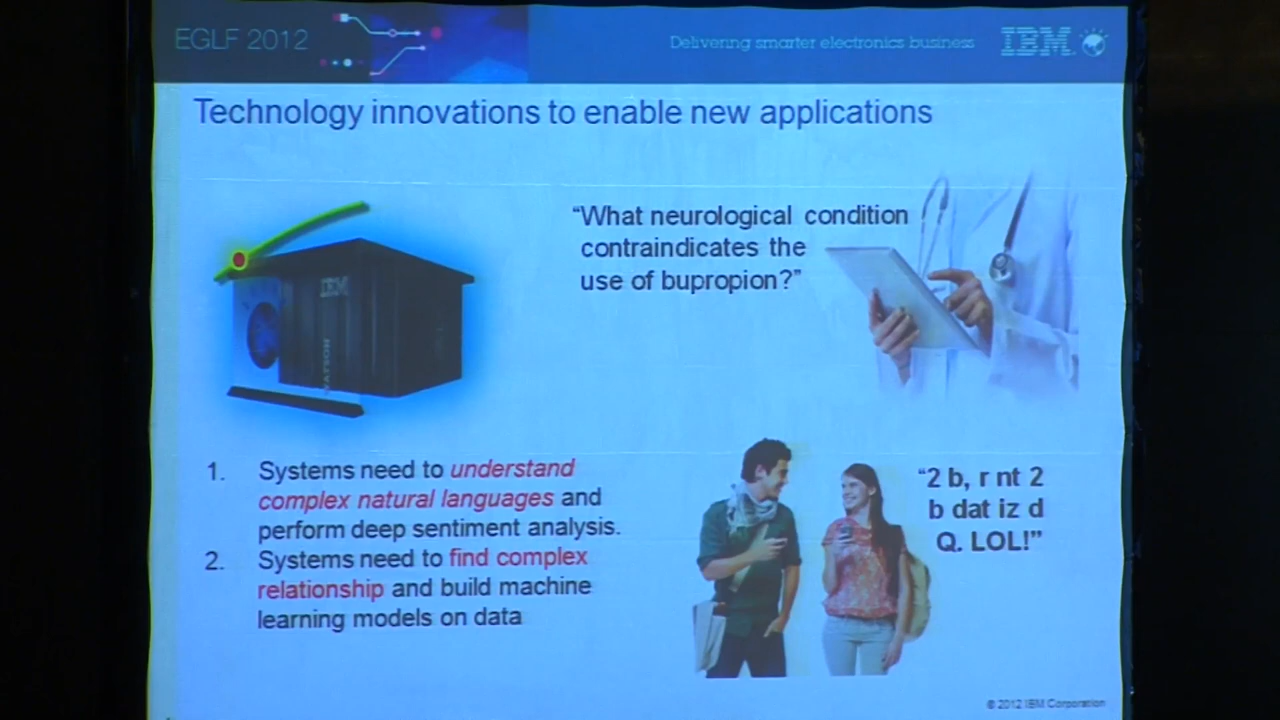 EGLF 2012
Delivering smarter electronics business
IBM
Technology innovations to enable new applications
IBM
WATSON
"What neurological condition
contraindicates the
use of bupropion?"
1. Systems need to understand
complex natural languages and
perform deep sentiment analysis.
2. Systems need to find complex
relationship and build machine
learning models on data
"2 b, r nt 2
b dat iz d
Q. LOL!"
© 2012 IBM Corporation